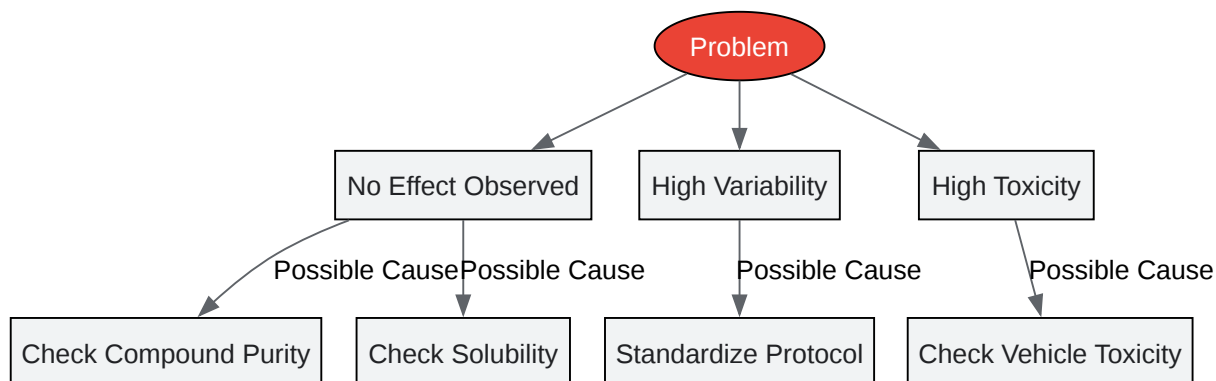 Problem
No Effect Observed
High Variability
High Toxicity
Possible Cause
Possible Cause
Possible Cause
Possible Cause
Check Compound Purity
Check Solubility
Standardize Protocol
Check Vehicle Toxicity